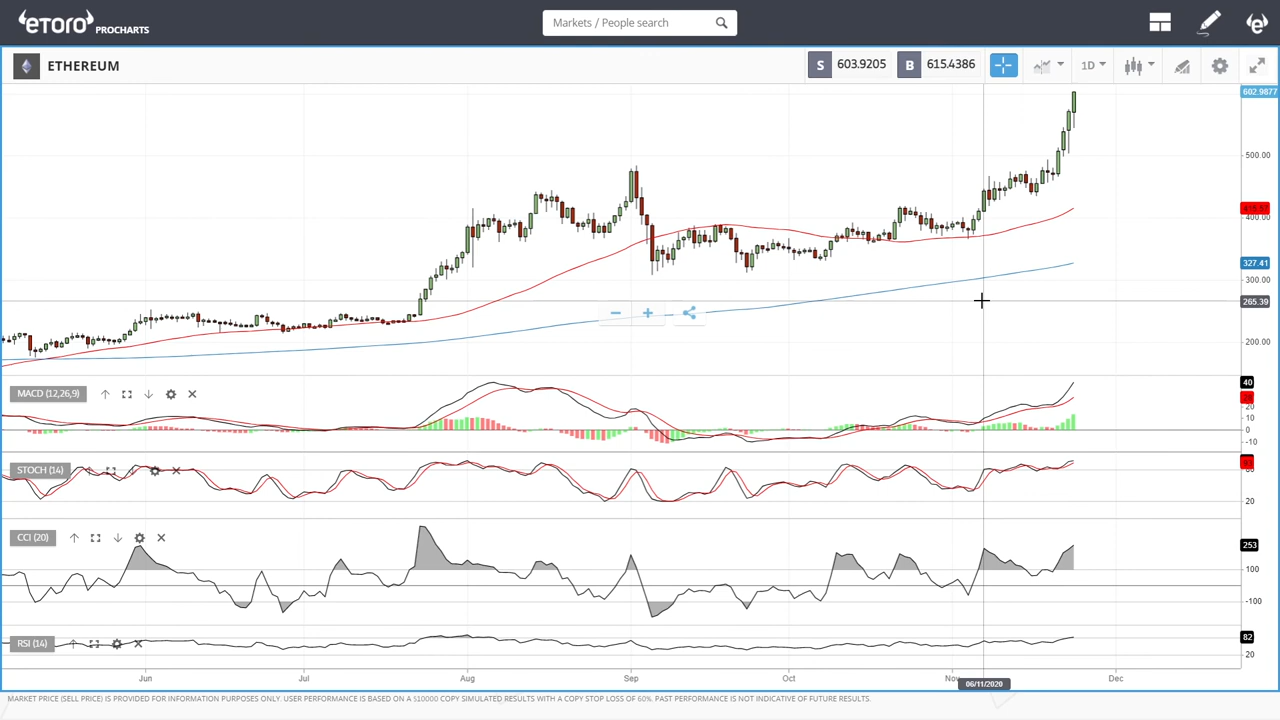 eToro PROCHARTS
Markets / People search
ETHEREUM
S 603.9205 B 615.4386 1D
602.9877
500.00
400.00
327.41
300.00
265.39
200.00
MACD (12,26,9)
40
20
10
0
-10
STOCH (14)
20
CCI (20)
253
100
-100
RSI (14)
82
20
Jun Jul Aug Sep Oct Nov Dec
06/11/2020
MARKET PRICE (SELL PRICE) IS PROVIDED FOR INFORMATION PURPOSES ONLY. USER PERFORMANCE IS BASED ON A $10000 COPY SIMULATED RESULTS WITH A COPY STOP LOSS OF 60%. PAST PERFORMANCE IS NOT INDICATIVE OF FUTURE RESULTS.